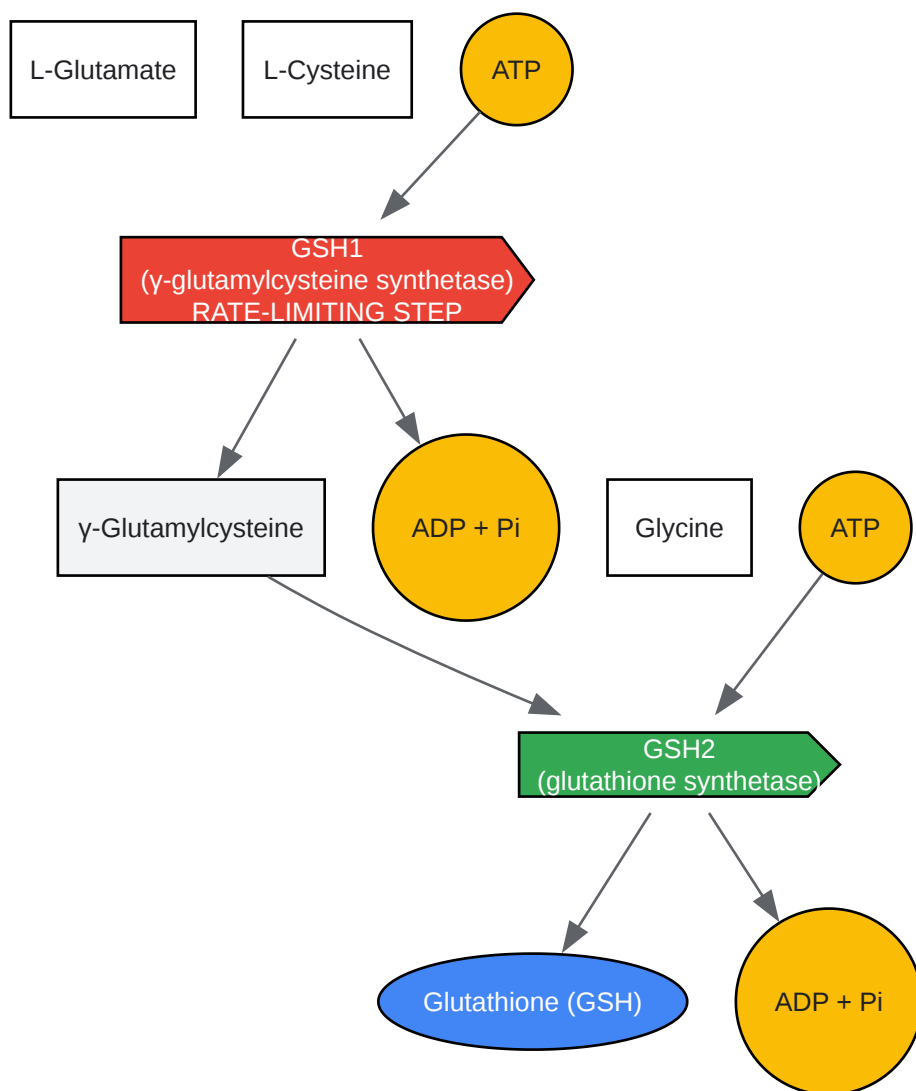 L-Glutamate
L-Cysteine
ATP
GSH1
(γ-glutamylcysteine synthetase)
RATE-LIMITING STEP
γ-Glutamylcysteine
ADP + Pi
Glycine
ATP
GSH2
(glutathione synthetase)
Glutathione (GSH)
ADP + Pi